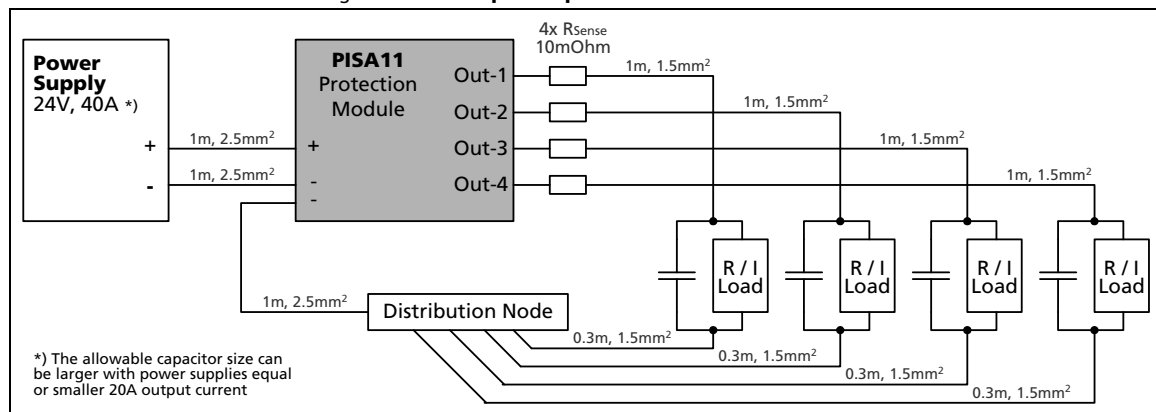 Power
Supply
24V, 40A *)
+
-
1m, 2.5mm²
1m, 2.5mm²
PISA11
Protection
Module
+
-
-
Out-1
Out-2
Out-3
Out-4
4x RSense
10mOhm
1m, 1.5mm²
1m, 1.5mm²
1m, 1.5mm²
1m, 1.5mm²
R / I
Load
R / I
Load
R / I
Load
R / I
Load
1m, 2.5mm²
Distribution Node
0.3m, 1.5mm²
0.3m, 1.5mm²
0.3m, 1.5mm²
0.3m, 1.5mm²
*) The allowable capacitor size can
be larger with power supplies equal
or smaller 20A output current